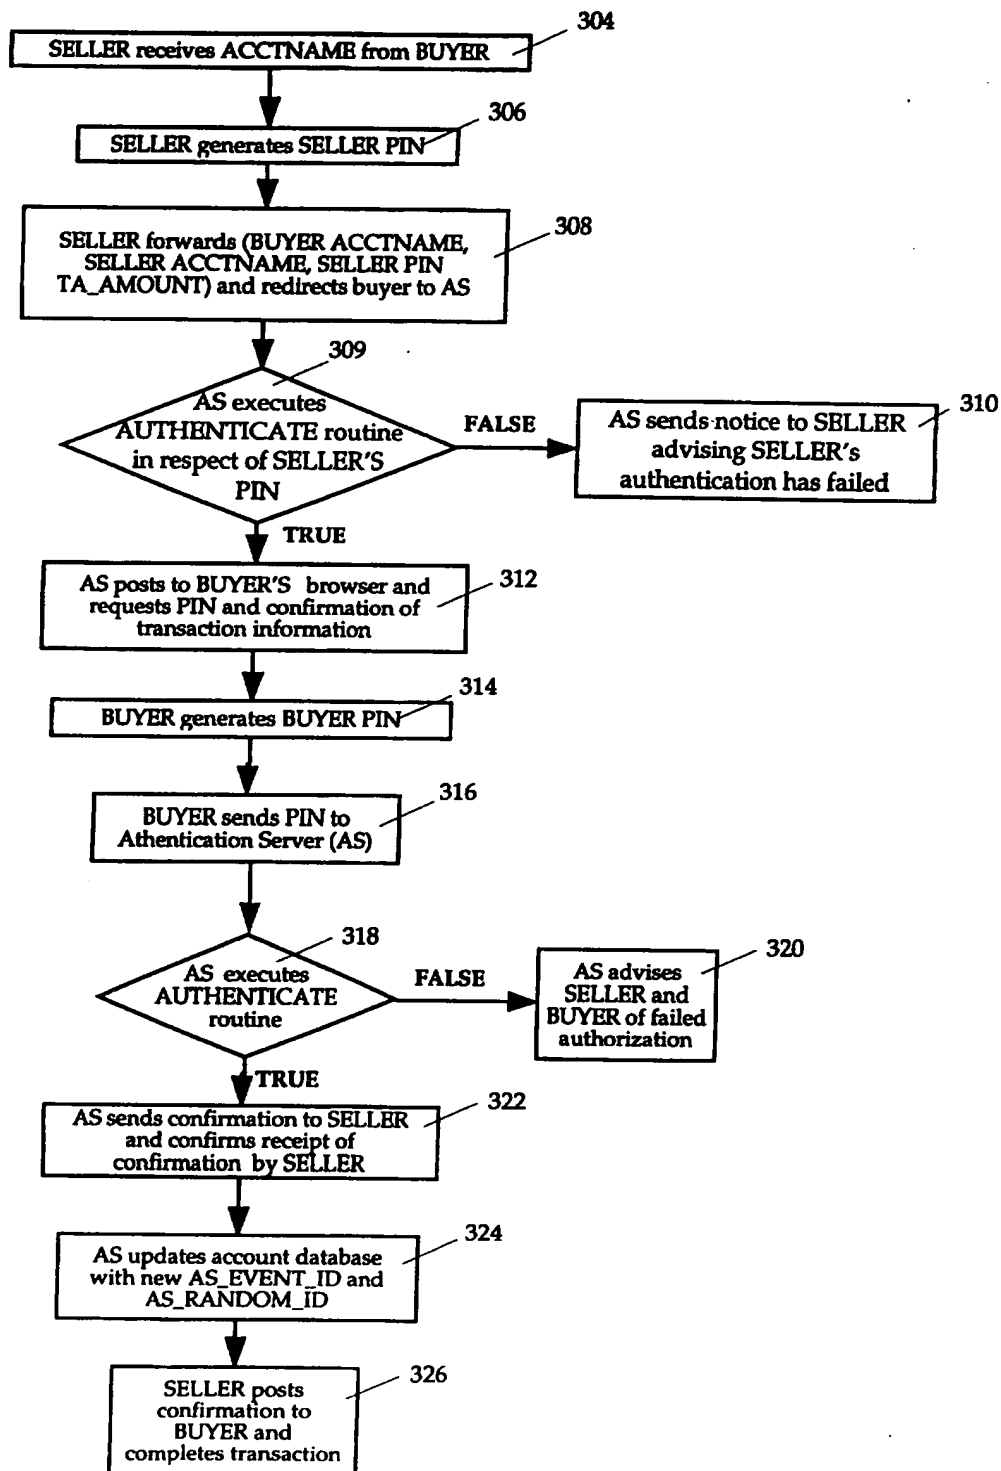 304
SELLER receives ACCTNAME from BUYER
306
SELLER generates SELLER PIN
308
SELLER forwards (BUYER ACCTNAME,
SELLER ACCTNAME, SELLER PIN
TA_AMOUNT) and redirects buyer to AS
309
AS executes
AUTHENTICATE routine
in respect of SELLER'S
PIN
FALSE
310
AS sends notice to SELLER
advising SELLER's
authentication has failed
TRUE
312
AS posts to BUYER'S browser and
requests PIN and confirmation of
transaction information
314
BUYER generates BUYER PIN
316
BUYER sends PIN to
Athentication Server (AS)
318
AS executes
AUTHENTICATE
routine
FALSE
320
AS advises
SELLER and
BUYER of failed
authorization
TRUE
322
AS sends confirmation to SELLER
and confirms receipt of
confirmation by SELLER
324
AS updates account database
with new AS_EVENT_ID and
AS_RANDOM_ID
326
SELLER posts
confirmation to
BUYER and
completes transaction